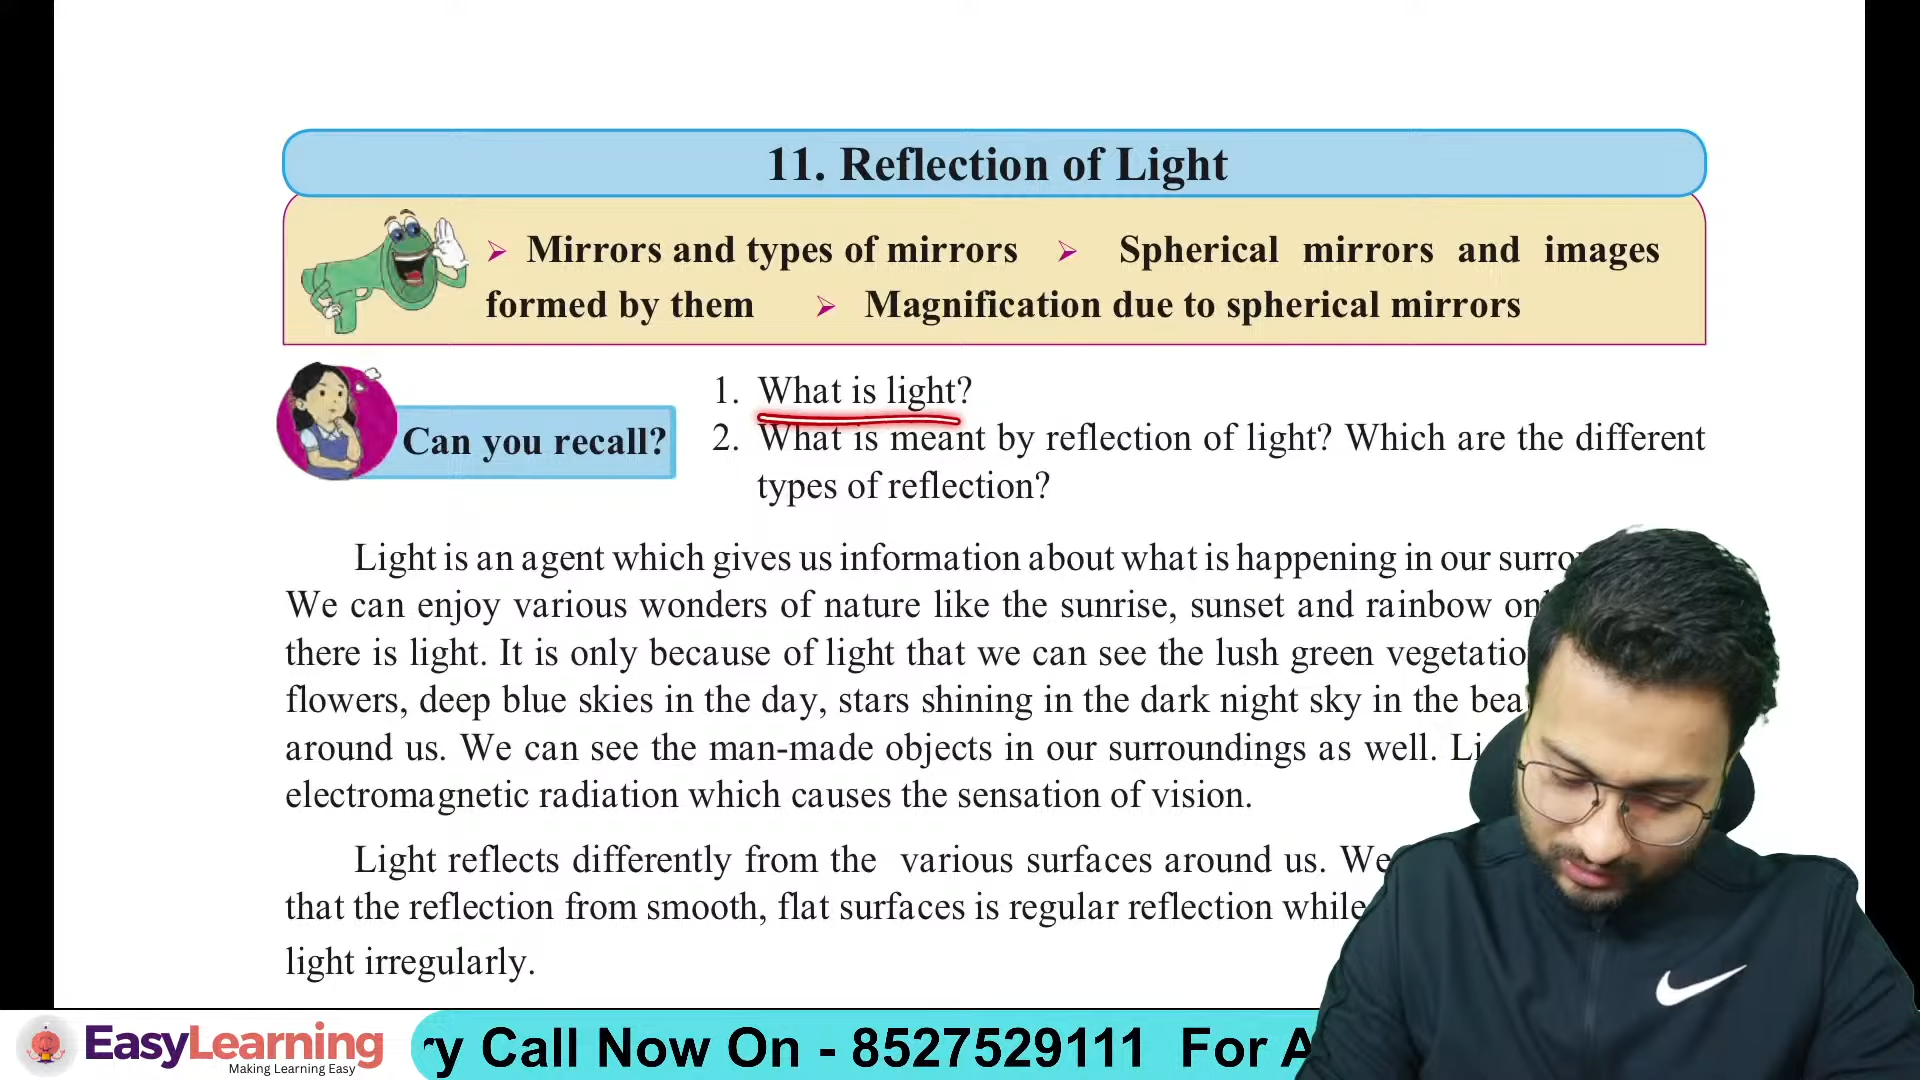 11. Reflection of Light
➢ Mirrors and types of mirrors ➢ Spherical mirrors and images
formed by them ➢ Magnification due to spherical mirrors
Can you recall?
1. What is light?
2. What is meant by reflection of light? Which are the different
types of reflection?
Light is an agent which gives us information about what is happening in our
We can enjoy various wonders of nature like the sunrise, sunset and rainbow
there is light. It is only because of light that we can see the lush green
flowers, deep blue skies in the day, stars shining in the dark night sky in the
around us. We can see the man-made objects in our surroundings as well.
electromagnetic radiation which causes the sensation of vision.
Light reflects differently from the various surfaces around us. We
that the reflection from smooth, flat surfaces is regular reflection while
light irregularly.
EasyLearning
Making Learning Easy
Call Now On - 8527529111 For